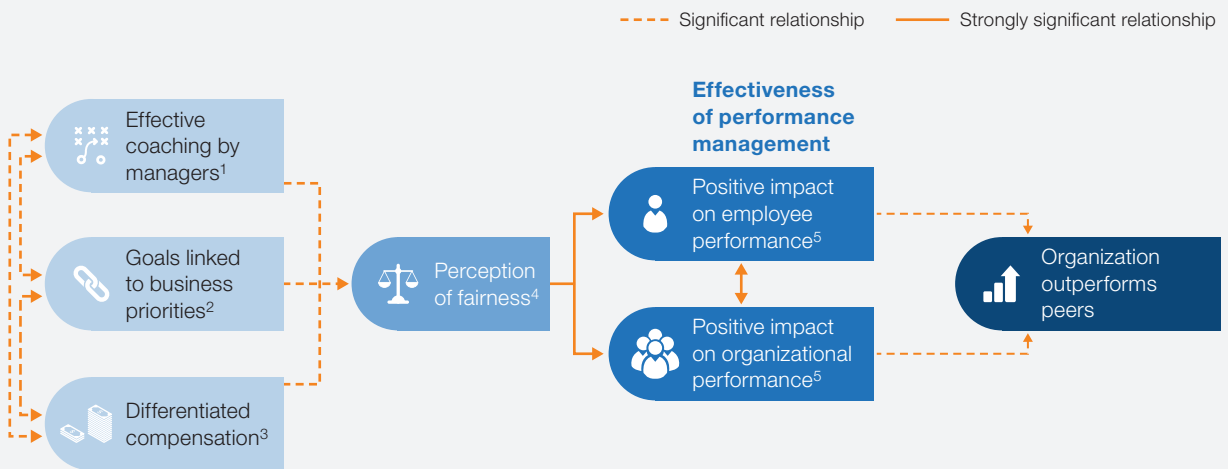 Significant relationship
Strongly significant relationship
Effectiveness
of performance
management
Effective
coaching by
managers¹
Goals linked
to business
priorities²
Differentiated
compensation³
Perception
of fairness⁴
Positive impact
on employee
performance⁵
Positive impact
on organizational
performance⁵
Organization
outperforms
peers